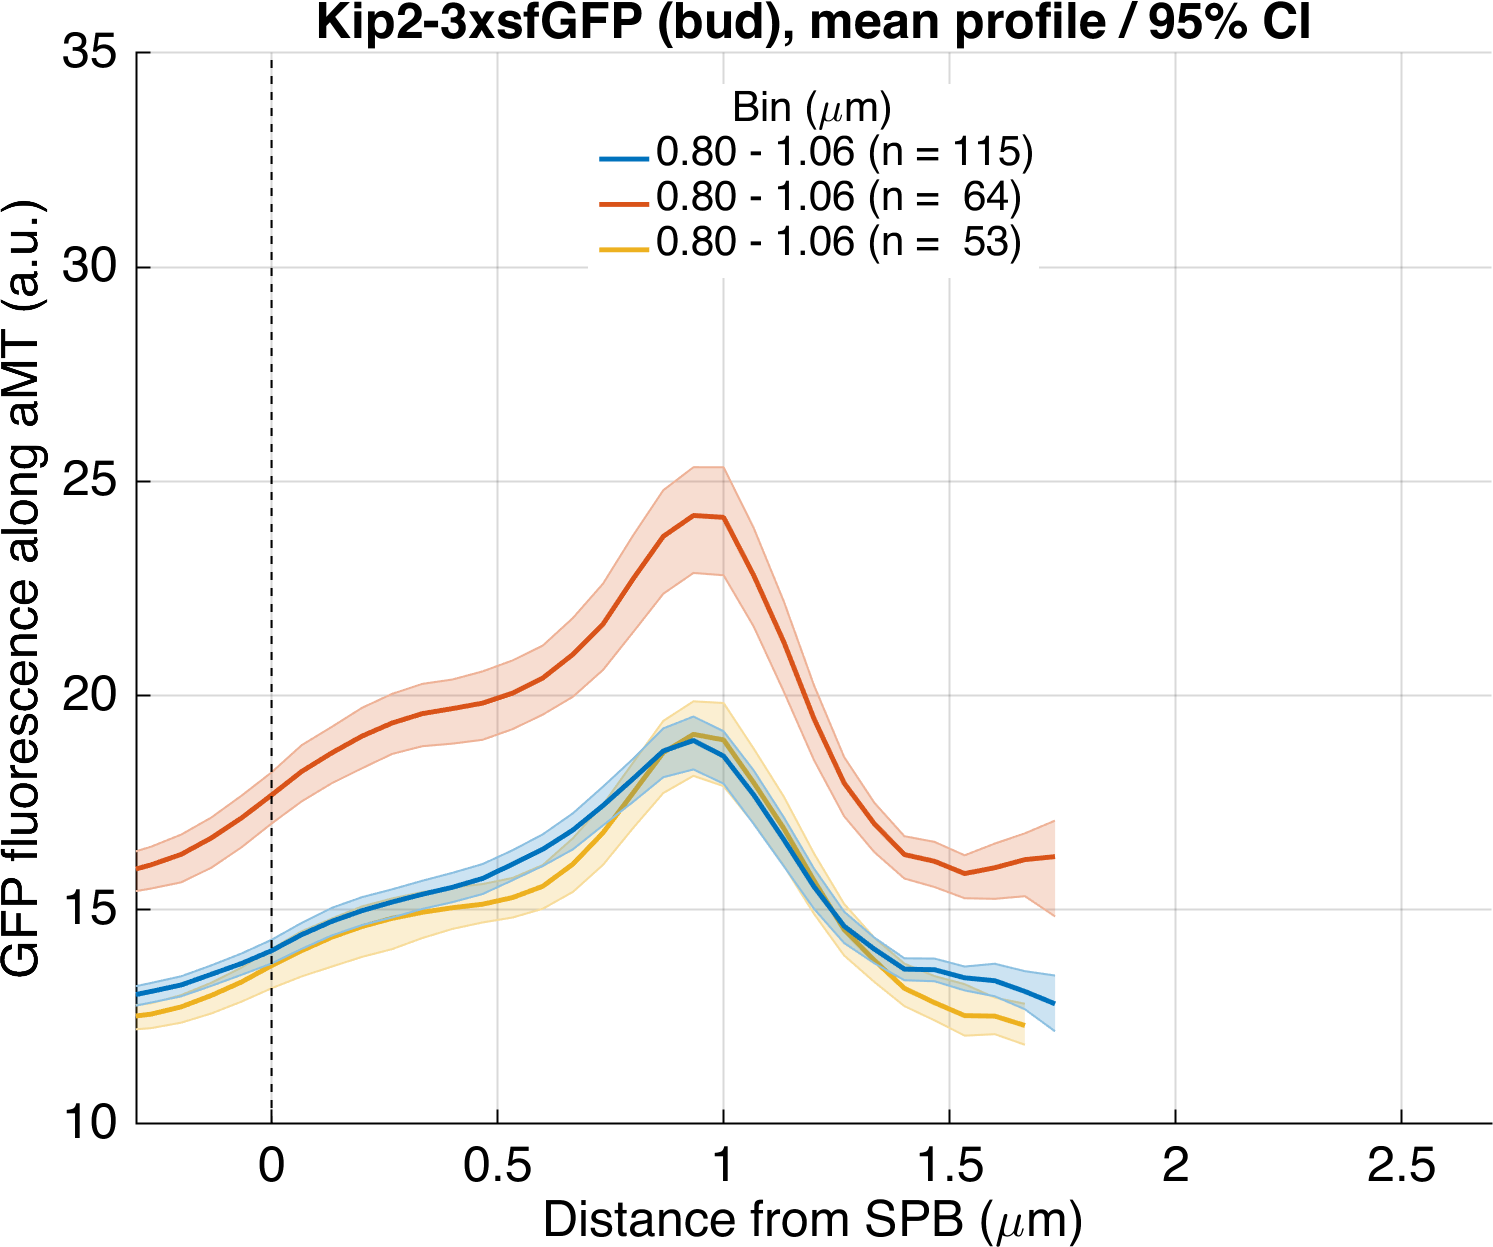 Kip2-3xsfGFP (bud), mean profile / 95% CI
GFP fluorescence along aMT (a.u.)
35
30
25
20
15
10
Bin (μm)
0.80 - 1.06 (n = 115)
0.80 - 1.06 (n =  64)
0.80 - 1.06 (n =  53)
0 0.5 1 1.5 2 2.5
Distance from SPB (μm)